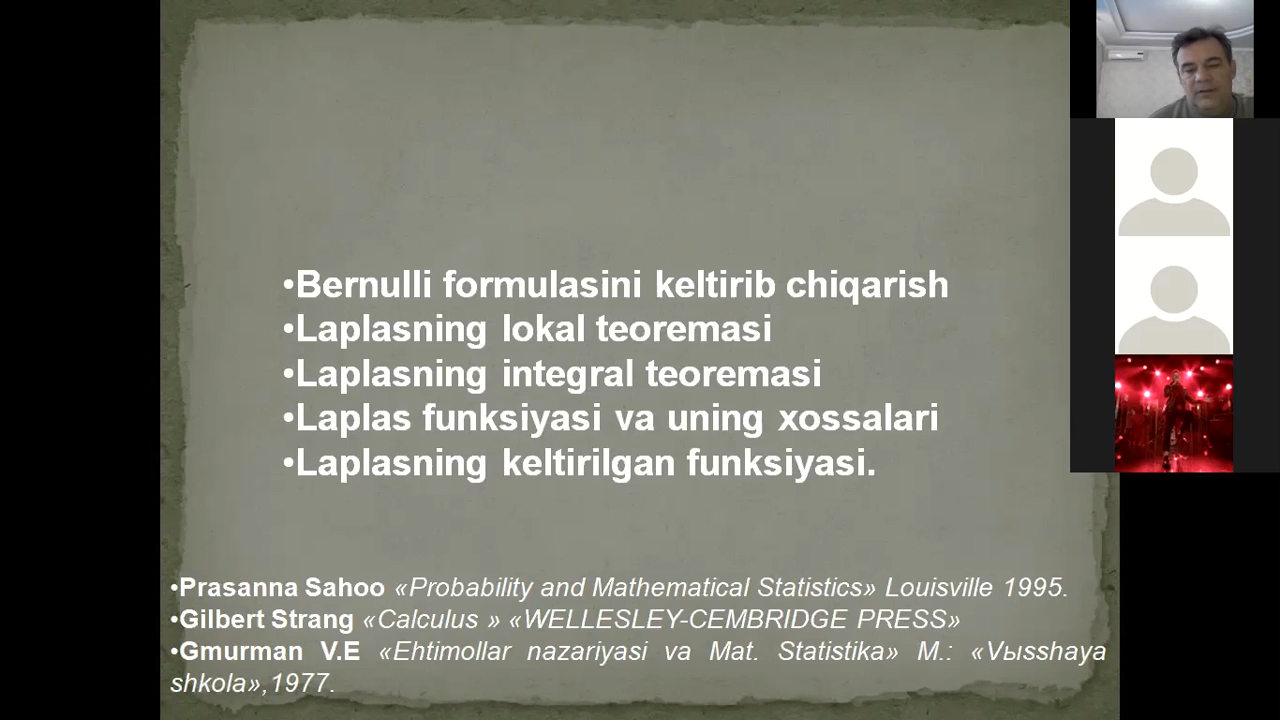 •Bernulli formulasini keltirib chiqarish
•Laplasning lokal teoremasi
•Laplasning integral teoremasi
•Laplas funksiyasi va uning xossalari
•Laplasning keltirilgan funksiyasi.
•Prasanna Sahoo «Probability and Mathematical Statistics» Louisville 1995.
•Gilbert Strang «Calculus » «WELLESLEY-CEMBRIDGE PRESS»
•Gmurman V.E «Ehtimollar nazariyasi va Mat. Statistika» M.: «Vыsshaya
shkola»,1977.